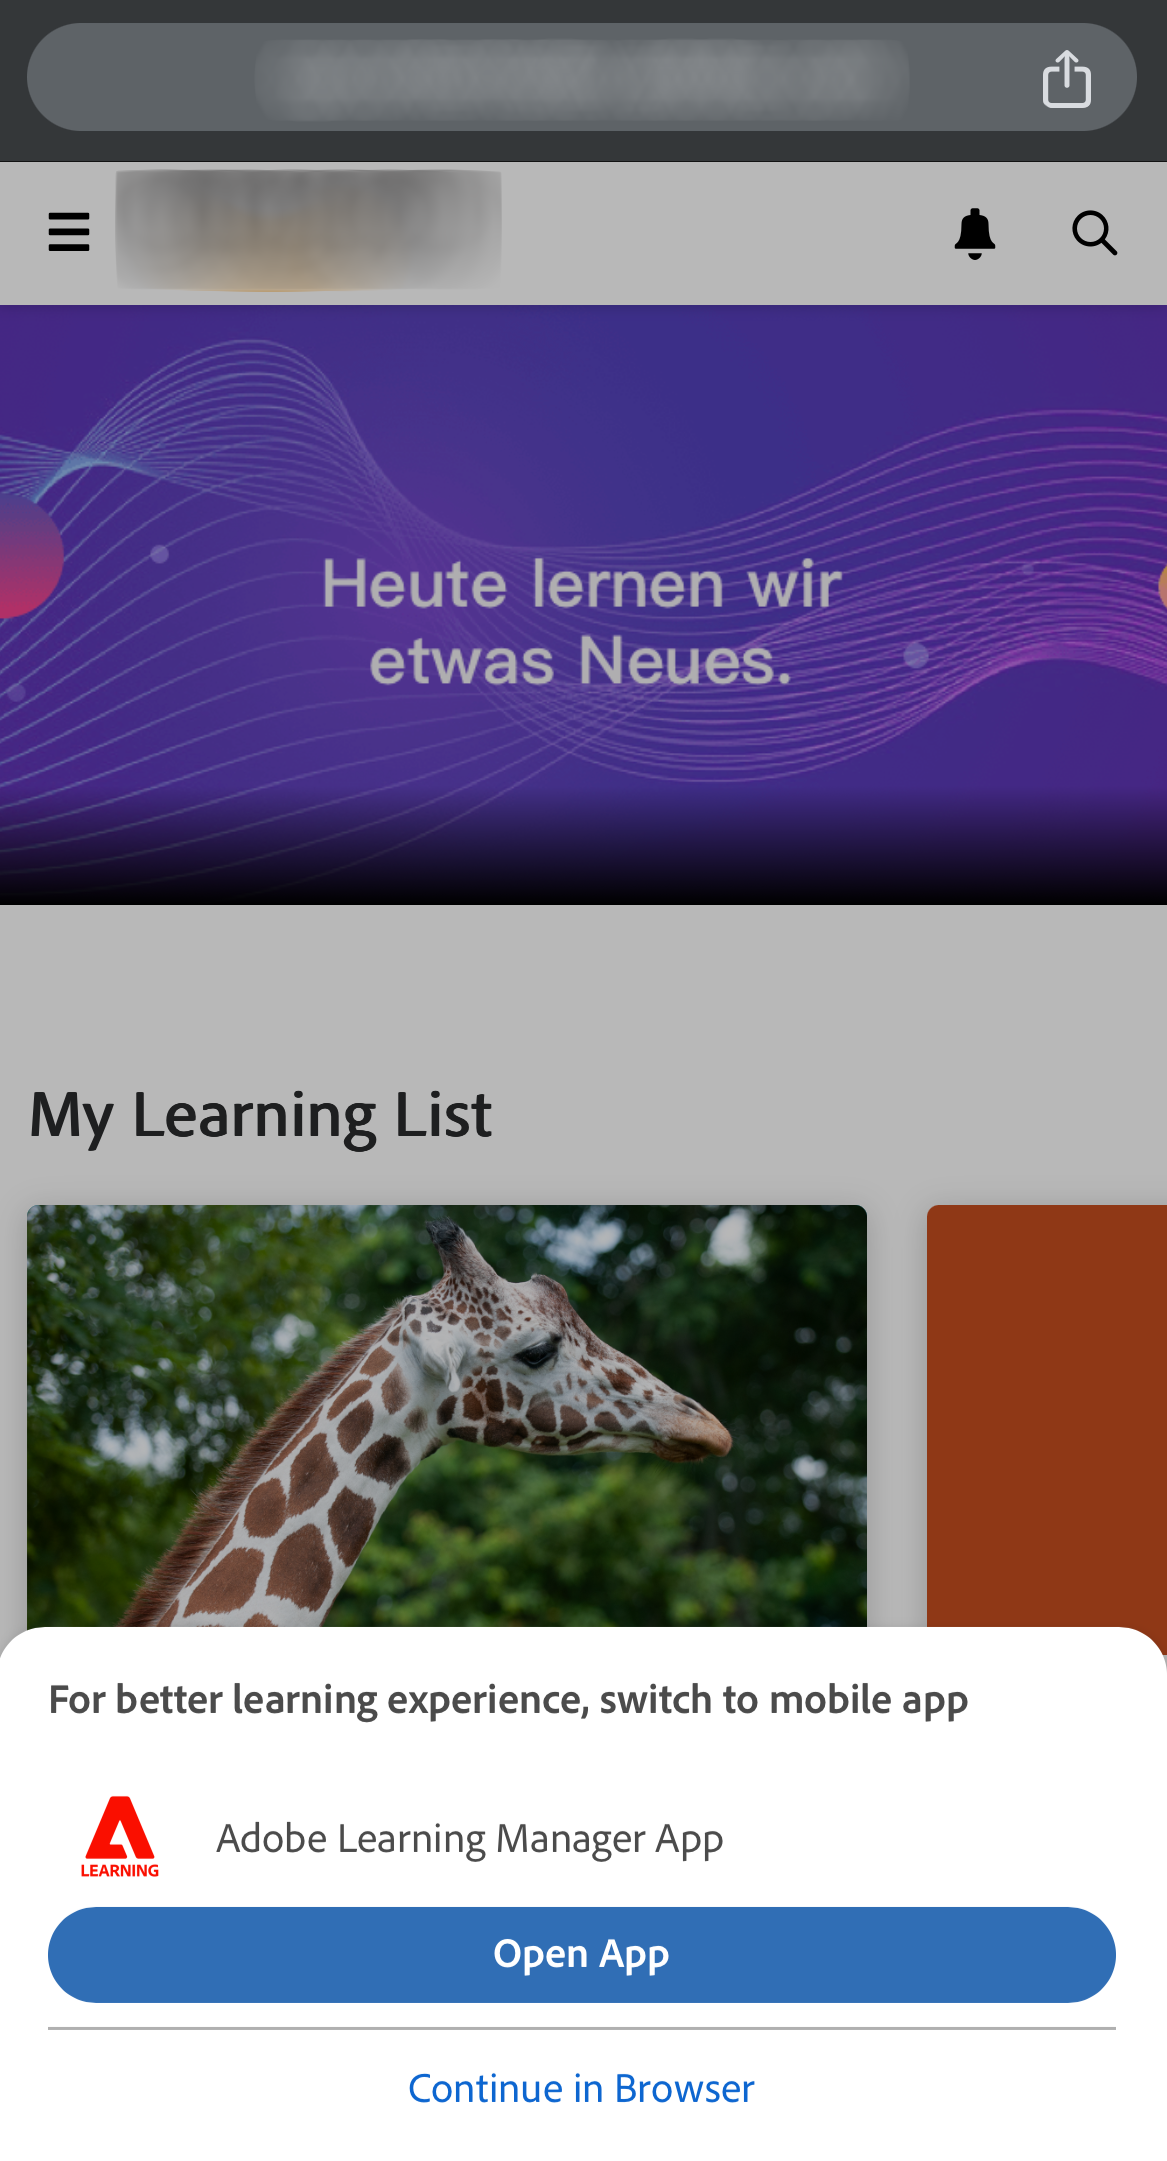 Heute lernen wir
etwas Neues.
My Learning List
For better learning experience, switch to mobile app
LEARNING
Adobe Learning Manager App
Open App
Continue in Browser